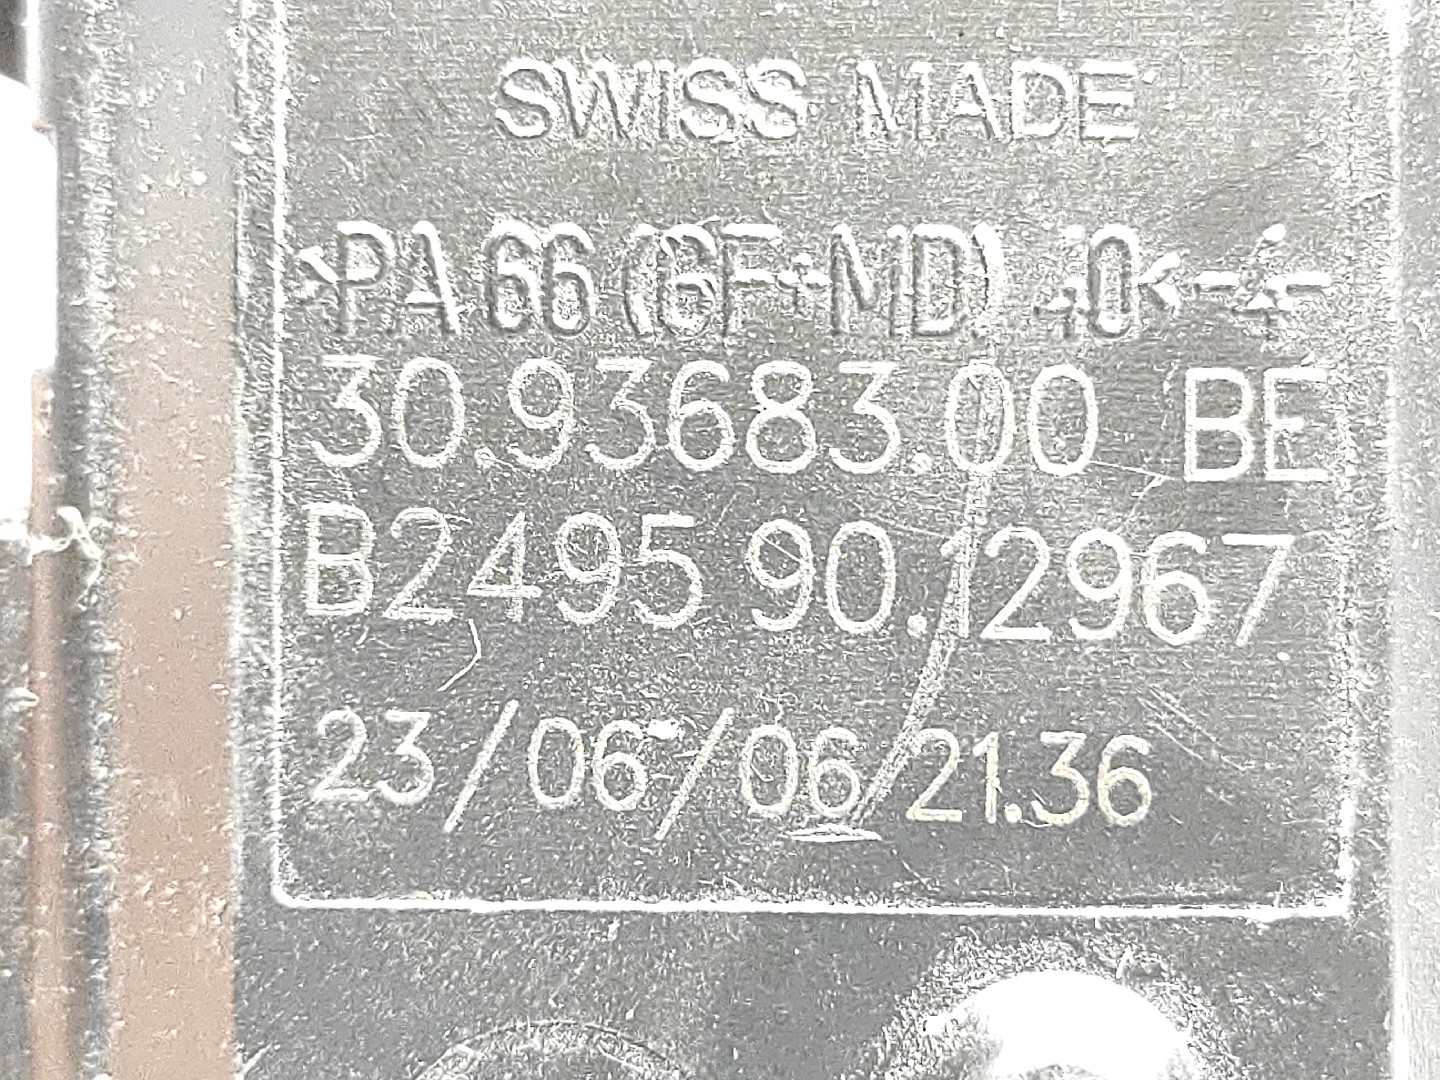 SWISS MADE
>PA 66 (GF+MD) 40<-4-
30.93683.00 BE
B2495 90.12967
23/06/06 21.36